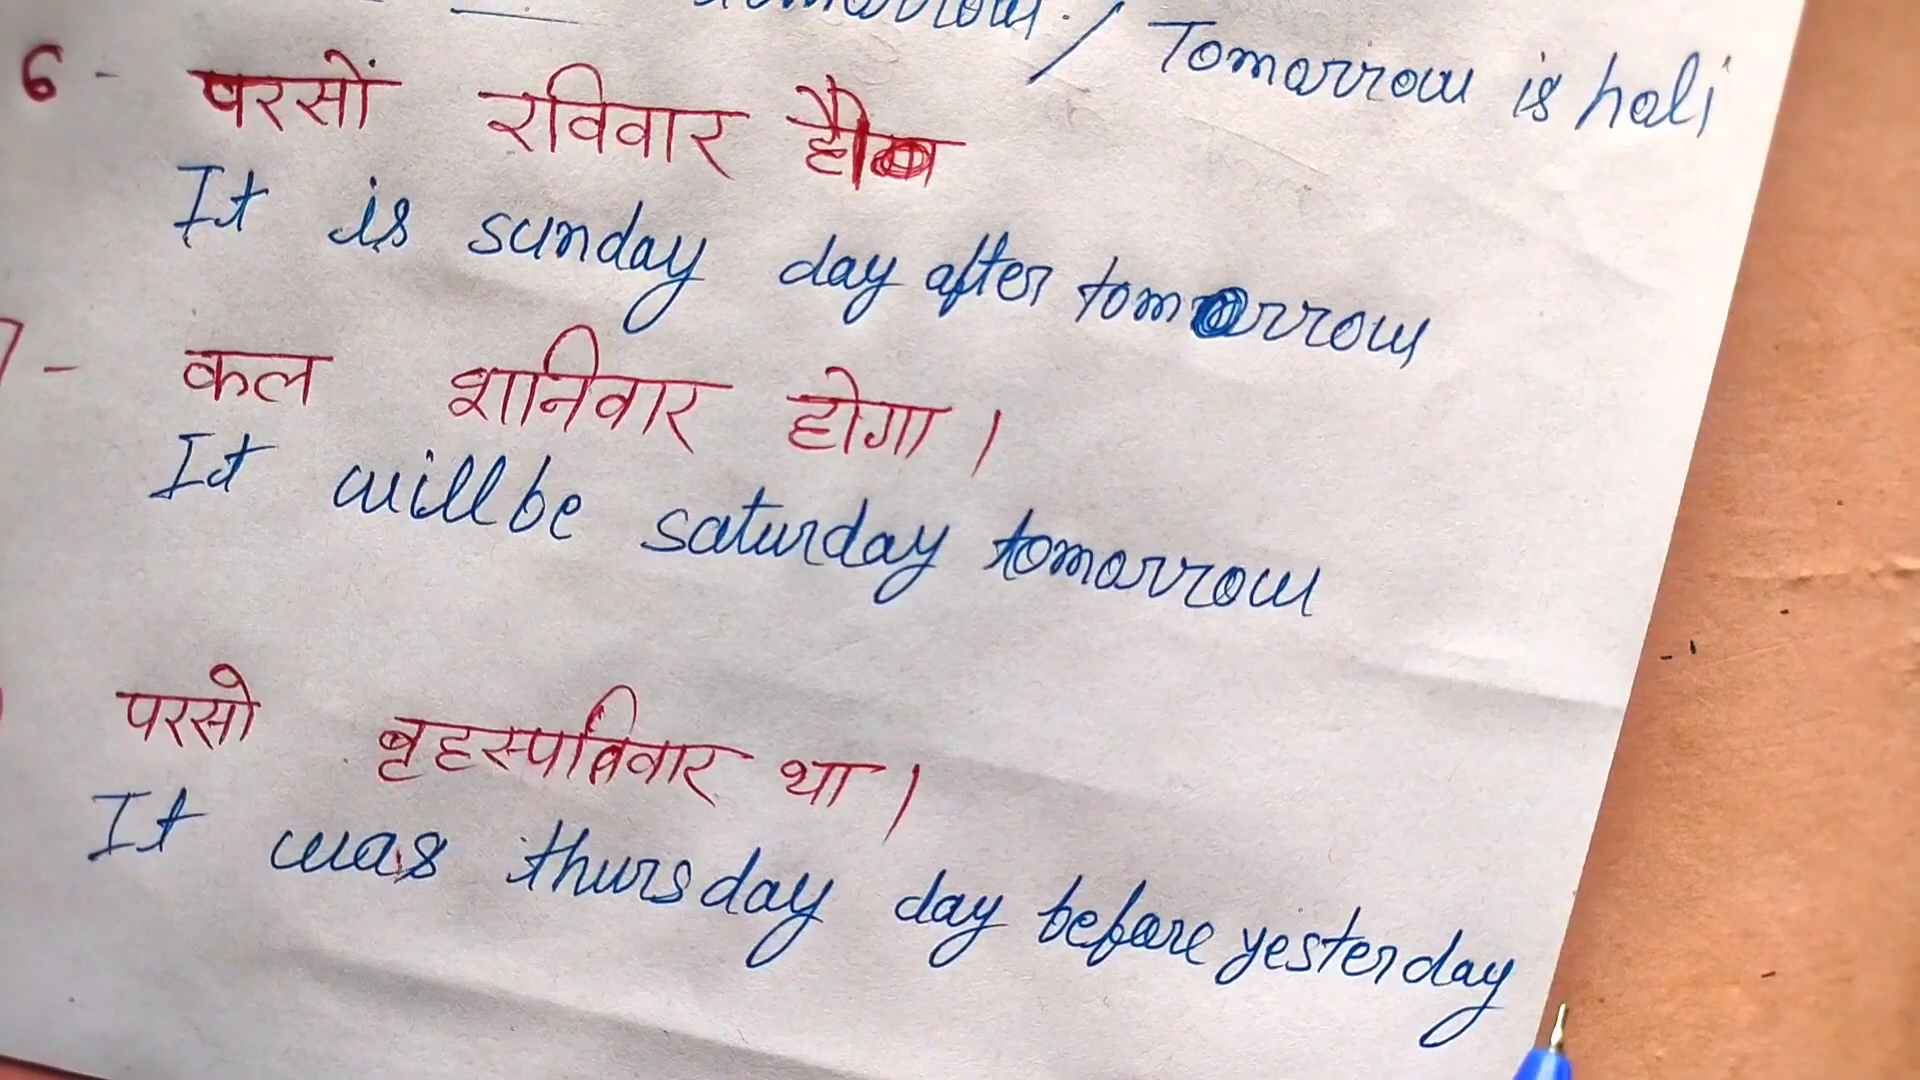 tomorrow. / Tomorrow is holi
6 - परसों रविवार है।
It is sunday day after tomorrow
7 - कल शनिवार होगा।
It will be saturday tomorrow
परसो बृहस्पतिवार था।
It was thursday day before yesterday